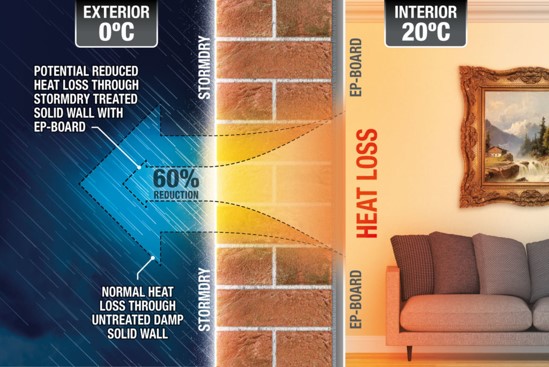 EXTERIOR
0ºC
INTERIOR
20ºC
POTENTIAL REDUCED
HEAT LOSS THROUGH
STORMDRY TREATED
SOLID WALL WITH
EP-BOARD
STORMDRY
EP-BOARD
60%
REDUCTION
HEAT LOSS
NORMAL HEAT
LOSS THROUGH
UNTREATED DAMP
SOLID WALL
STORMDRY
EP-BOARD